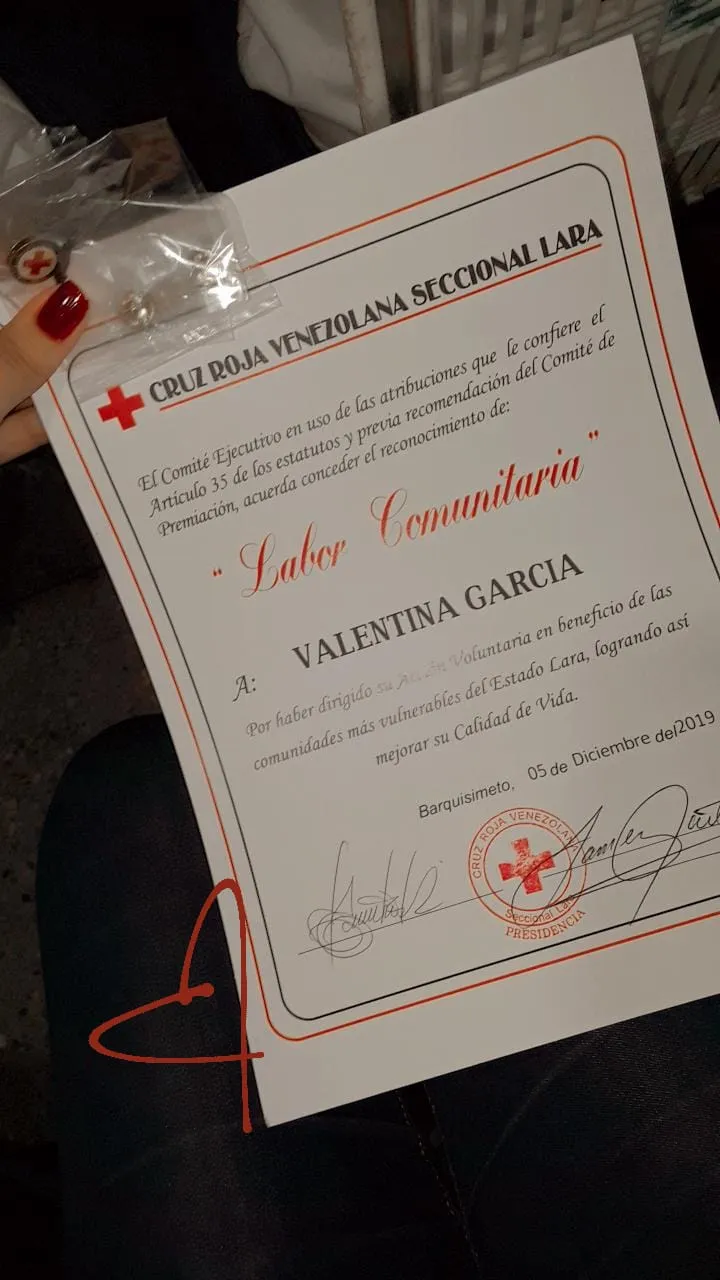 CRUZ ROJA VENEZOLANA SECCIONAL LARA
El Comité Ejecutivo en uso de las atribuciones que le confiere el
Artículo 35 de los estatutos y previa recomendación del Comité de
Premiación, acuerda conceder el reconocimiento de:
"Labor Comunitaria"
A: VALENTINA GARCIA
Por haber dirigido su Acción Voluntaria en beneficio de las
comunidades más vulnerables del Estado Lara, logrando así
mejorar su Calidad de Vida.
Barquisimeto, 05 de Diciembre del 2019
CRUZ ROJA VENEZOLANA
Seccional Lara
PRESIDENCIA